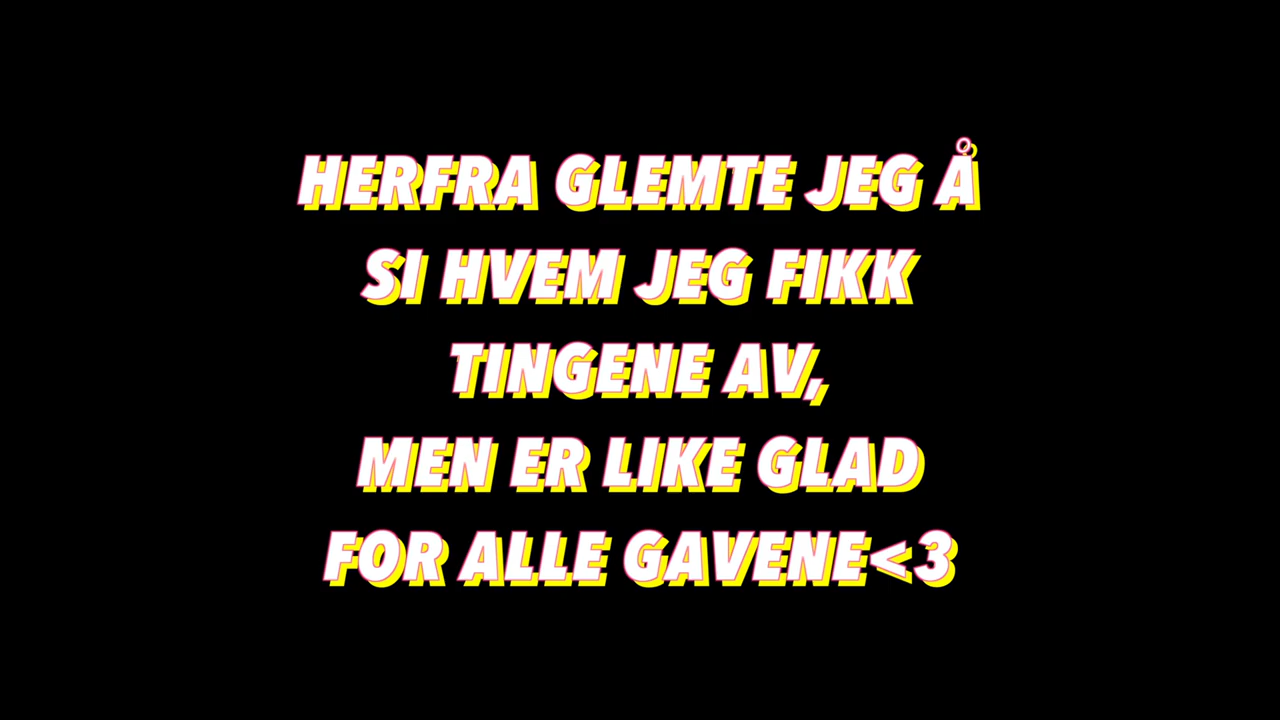 HERFRA GLEMTE JEG Å
SI HVEM JEG FIKK
TINGENE AV,
MEN ER LIKE GLAD
FOR ALLE GAVENE<3